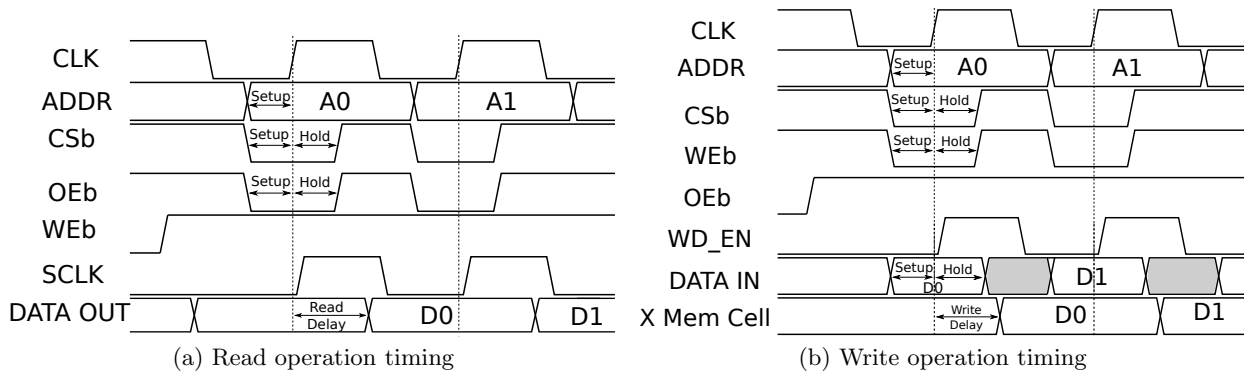 CLK
ADDR
Setup
A0
A1
CSb
Setup
Hold
OEb
Setup
Hold
WEb
SCLK
DATA OUT
Read
Delay
D0
D1
(a) Read operation timing
CLK
ADDR
Setup
A0
A1
CSb
Setup
Hold
WEb
Setup
Hold
OEb
WD_EN
DATA IN
Setup
Hold
D0
D1
X Mem Cell
Write
Delay
D0
D1
(b) Write operation timing